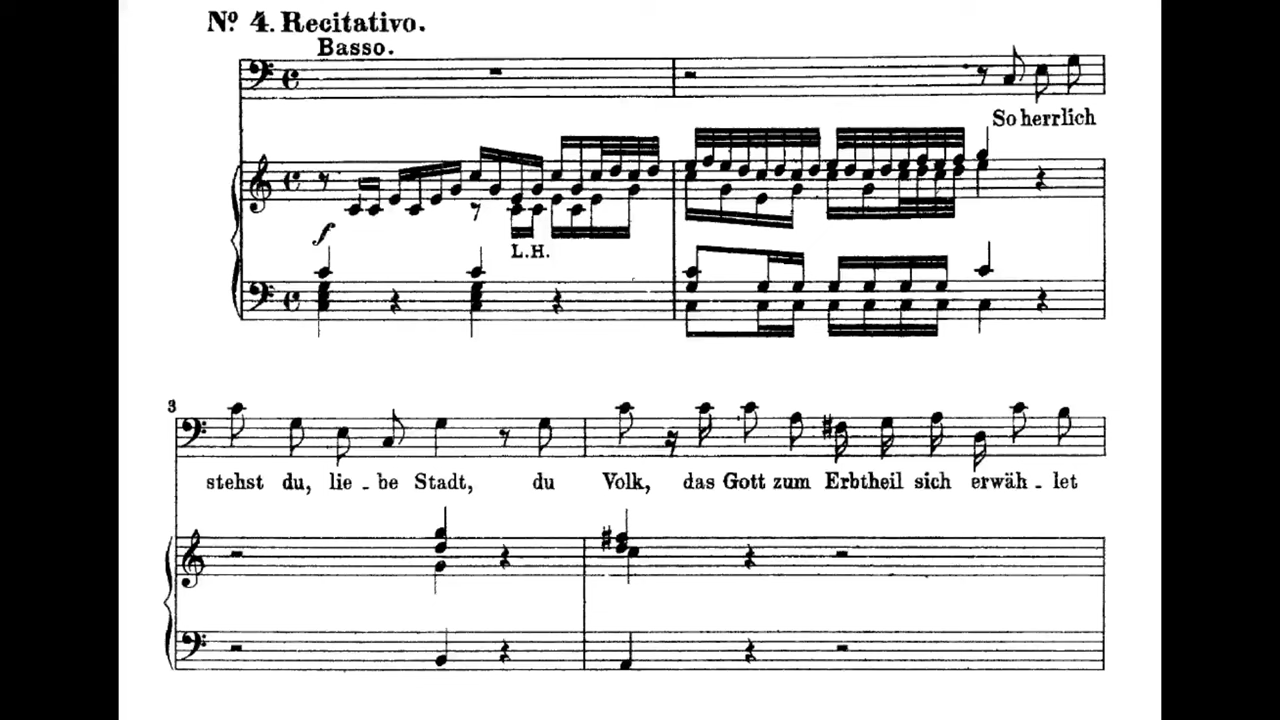 Nº 4. Recitativo.
Basso.
So herrlich
f
L.H.
3
stehst du, lie - be Stadt, du Volk, das Gott zum Erbtheil sich erwäh - let